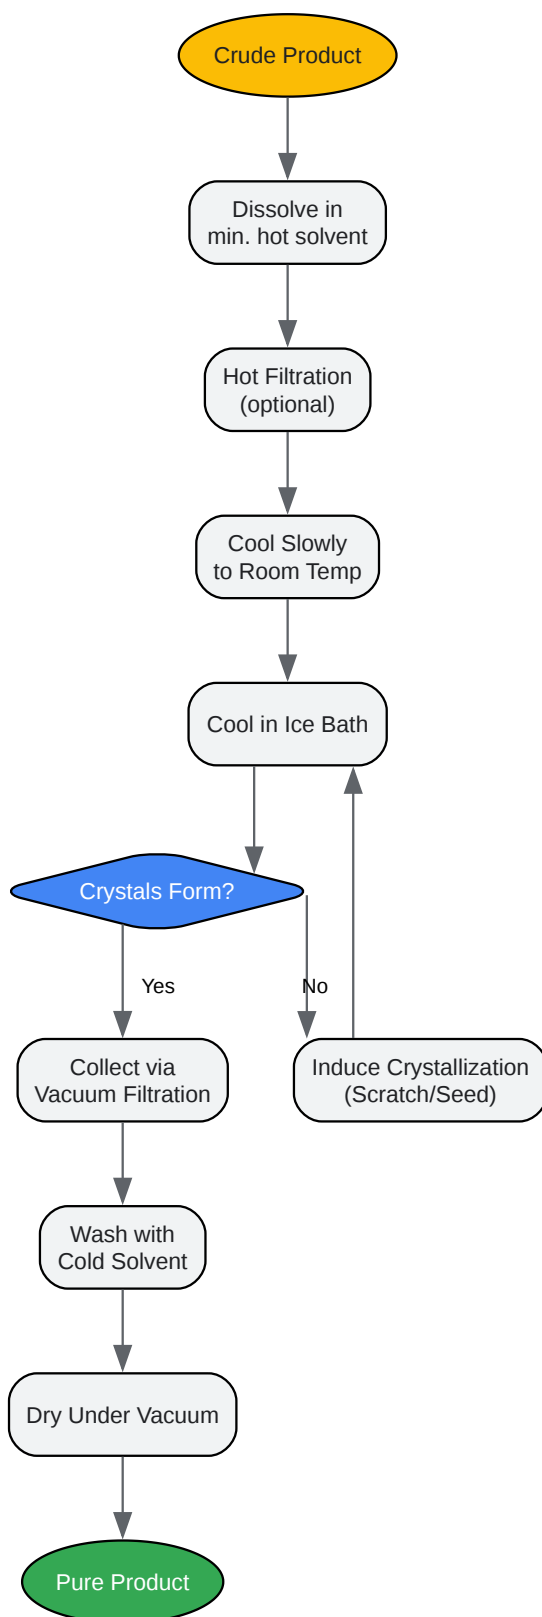 Crude Product
Dissolve in
min. hot solvent
Hot Filtration
(optional)
Cool Slowly
to Room Temp
Cool in Ice Bath
Crystals Form?
Yes
No
Collect via
Vacuum Filtration
Induce Crystallization
(Scratch/Seed)
Wash with
Cold Solvent
Dry Under Vacuum
Pure Product